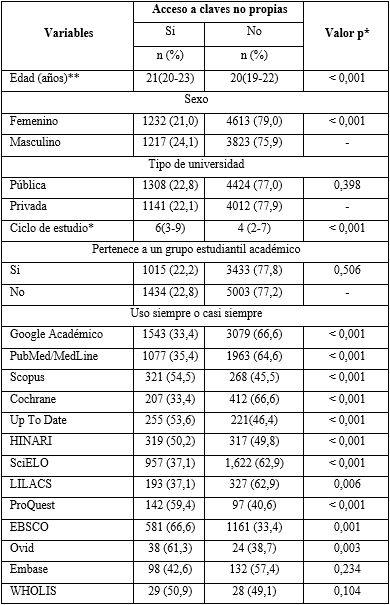 Variables Acceso a claves no propias Valor p*
Si No
n (%) n (%)
Edad (años)** 21(20-23) 20(19-22) < 0,001
Sexo
Femenino 1232 (21,0) 4613 (79,0) < 0,001
Masculino 1217 (24,1) 3823 (75,9) -
Tipo de universidad
Pública 1308 (22,8) 4424 (77,0) 0,398
Privada 1141 (22,1) 4012 (77,9) -
Ciclo de estudio* 6(3-9) 4 (2-7) < 0,001
Pertenece a un grupo estudiantil académico
Si 1015 (22,2) 3433 (77,8) 0,506
No 1434 (22,8) 5003 (77,2) -
Uso siempre o casi siempre
Google Académico 1543 (33,4) 3079 (66,6) < 0,001
PubMed/MedLine 1077 (35,4) 1963 (64,6) < 0,001
Scopus 321 (54,5) 268 (45,5) < 0,001
Cochrane 207 (33,4) 412 (66,6) < 0,001
Up To Date 255 (53,6) 221(46,4) < 0,001
HINARI 319 (50,2) 317 (49,8) < 0,001
SciELO 957 (37,1) 1,622 (62,9) < 0,001
LILACS 193 (37,1) 327 (62,9) 0,006
ProQuest 142 (59,4) 97 (40,6) < 0,001
EBSCO 581 (66,6) 1161 (33,4) 0,001
Ovid 38 (61,3) 24 (38,7) 0,003
Embase 98 (42,6) 132 (57,4) 0,234
WHOLIS 29 (50,9) 28 (49,1) 0,104